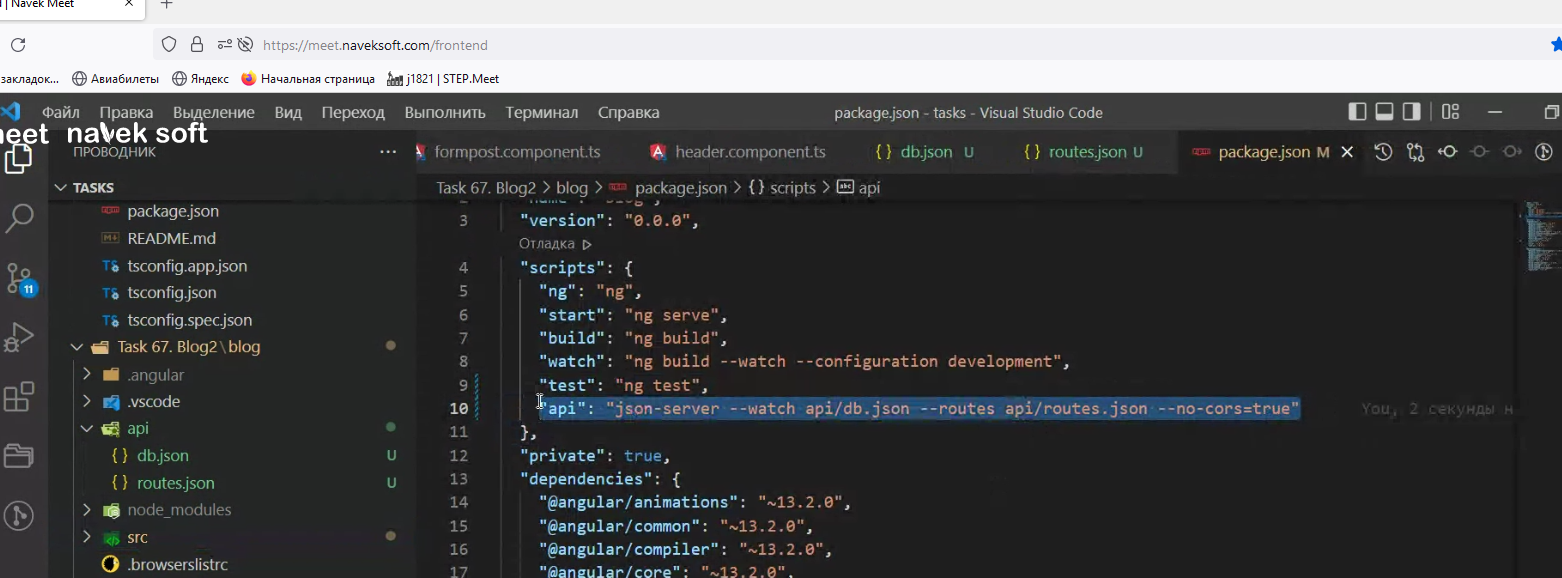 | Navek Meet
https://meet.naveksoft.com/frontend
закладок... Авиабилеты Яндекс Начальная страница j1821 | STEP.Meet
Файл Правка Выделение Вид Переход Выполнить Терминал Справка package.json - tasks - Visual Studio Code
meet navek soft
ПРОВОДНИК ... formpost.component.ts header.component.ts {} db.json U {} routes.json U package.json M
TASKS
Task 67. Blog2 > blog > package.json > {} scripts > abc api
package.json
README.md
tsconfig.app.json
tsconfig.json
tsconfig.spec.json
Task 67. Blog2\blog
.angular
.vscode
api
{} db.json U
{} routes.json U
node_modules
src
.browserslistrc
11
3 "version": "0.0.0",
Отладка
4 "scripts": {
5 "ng": "ng",
6 "start": "ng serve",
7 "build": "ng build",
8 "watch": "ng build --watch --configuration development",
9 "test": "ng test",
10 "api": "json-server --watch api/db.json --routes api/routes.json --no-cors=true" You, 2 секунды н
11 },
12 "private": true,
13 "dependencies": {
14 "@angular/animations": "~13.2.0",
15 "@angular/common": "~13.2.0",
16 "@angular/compiler": "~13.2.0",
17 "@angular/core": "~13.2.0",